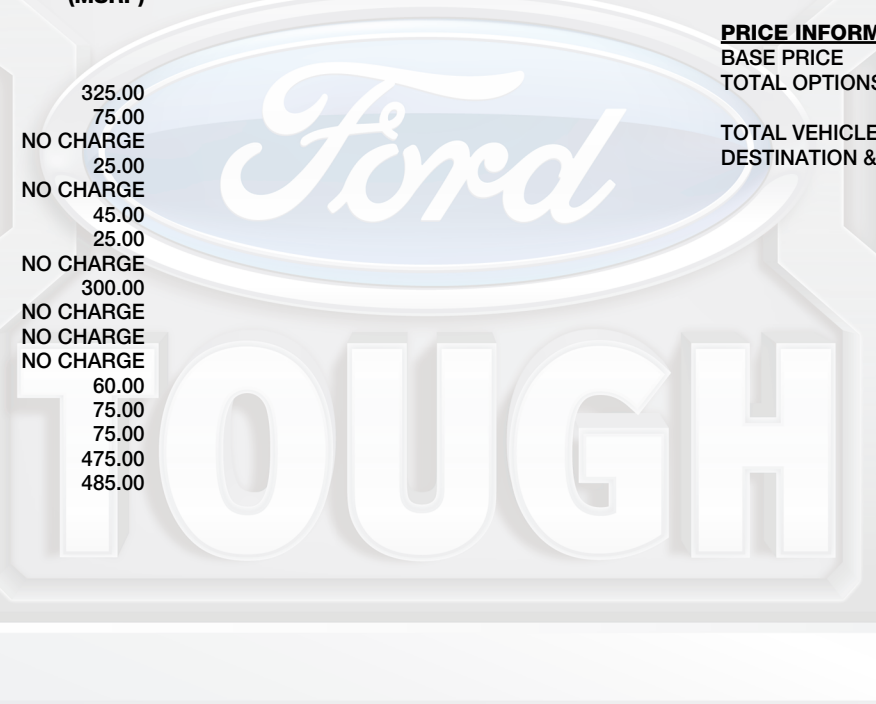 (MSRP)
325.00
75.00
NO CHARGE
25.00
NO CHARGE
45.00
25.00
NO CHARGE
300.00
NO CHARGE
NO CHARGE
NO CHARGE
60.00
75.00
75.00
475.00
485.00
PRICE INFORM
BASE PRICE
TOTAL OPTIONS
TOTAL VEHICLE
DESTINATION &
Ford
TOUGH